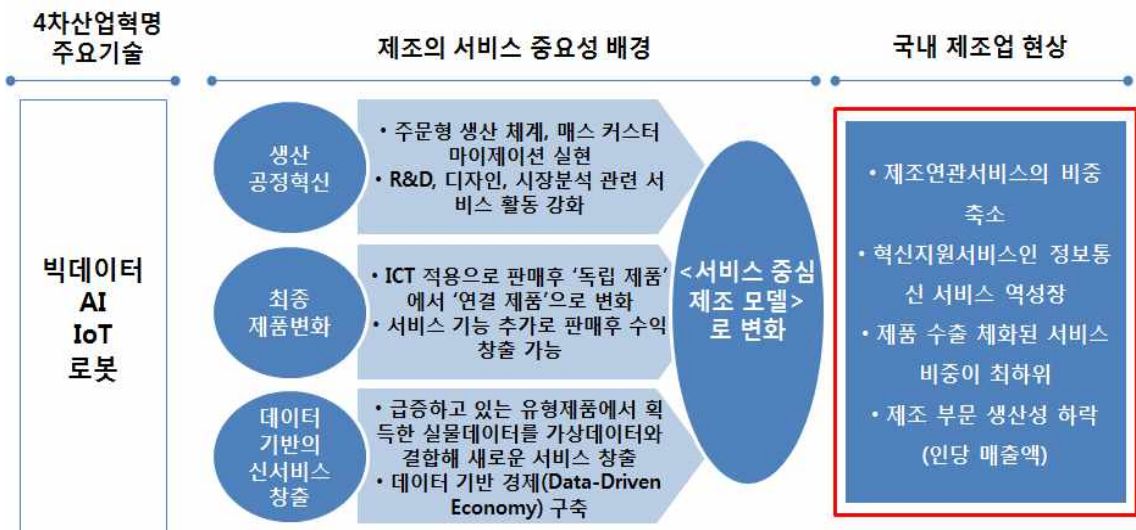 4차산업혁명
주요기술
제조의 서비스 중요성 배경
국내 제조업 현상
빅데이터
AI
IoT
로봇
생산
공정혁신
• 주문형 생산 체계, 매스 커스터
마이제이션 실현
• R&D, 디자인, 시장분석 관련 서
비스 활동 강화
최종
제품변화
• ICT 적용으로 판매후 ‘독립 제품’
에서 ‘연결 제품’으로 변화
• 서비스 기능 추가로 판매후 수익
창출 가능
데이터
기반의
신서비스
창출
• 급증하고 있는 유형제품에서 획
득한 실물데이터를 가상데이터와
결합해 새로운 서비스 창출
• 데이터 기반 경제(Data-Driven
Economy) 구축
<서비스 중심
제조 모델>
로 변화
• 제조연관서비스의 비중
축소
• 혁신지원서비스인 정보통
신 서비스 역성장
• 제품 수출 체화된 서비스
비중이 최하위
• 제조 부문 생산성 하락
(인당 매출액)